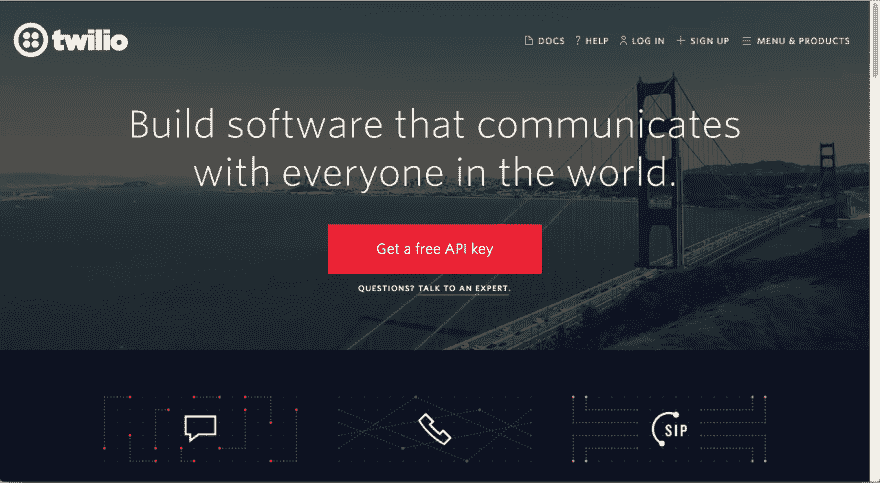 twilio
DOCS ? HELP LOG IN SIGN UP MENU & PRODUCTS
Build software that communicates
with everyone in the world.
Get a free API key
QUESTIONS? TALK TO AN EXPERT.
SIP